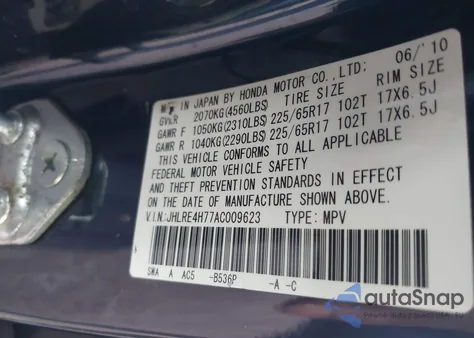 06/'10
MFD IN JAPAN BY HONDA MOTOR CO., LTD:
TIRE SIZE RIM SIZE
GVWR 2070KG(4560LBS)
GAWR F 1050KG(2310LBS) 225/65R17 102T 17X6.5J
GAWR R 1040KG(2290LBS) 225/65R17 102T 17X6.5J
THIS VEHICLE CONFORMS TO ALL APPLICABLE
FEDERAL MOTOR VEHICLE SAFETY
AND THEFT PREVENTION STANDARDS IN EFFECT
ON THE DATE OF MANUFACTURE SHOWN ABOVE.
V.I.N:JHLRE4H77AC009623 TYPE: MPV
SWA A AC5 -B536P -A -C
autoSnap